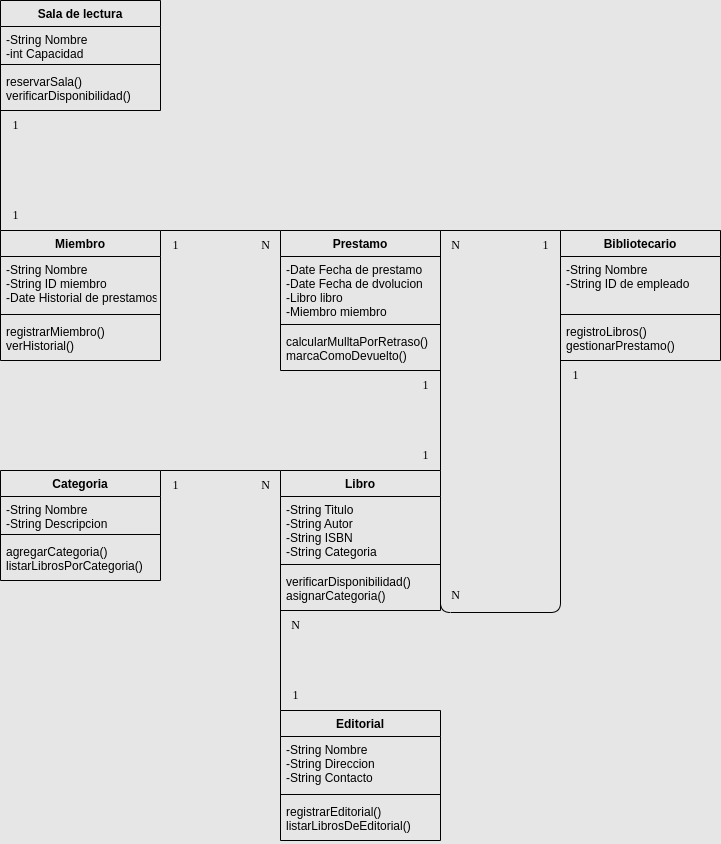 Sala de lectura
-String Nombre
-int Capacidad
reservarSala()
verificarDisponibilidad()
1
1
Miembro
-String Nombre
-String ID miembro
-Date Historial de prestamos
registrarMiembro()
verHistorial()
1
N
Prestamo
-Date Fecha de prestamo
-Date Fecha de dvolucion
-Libro libro
-Miembro miembro
calcularMulltaPorRetraso()
marcaComoDevuelto()
N
1
Bibliotecario
-String Nombre
-String ID de empleado
registroLibros()
gestionarPrestamo()
1
1
1
Categoria
-String Nombre
-String Descripcion
agregarCategoria()
listarLibrosPorCategoria()
1
N
Libro
-String Titulo
-String Autor
-String ISBN
-String Categoria
verificarDisponibilidad()
asignarCategoria()
N
N
1
Editorial
-String Nombre
-String Direccion
-String Contacto
registrarEditorial()
listarLibrosDeEditorial()